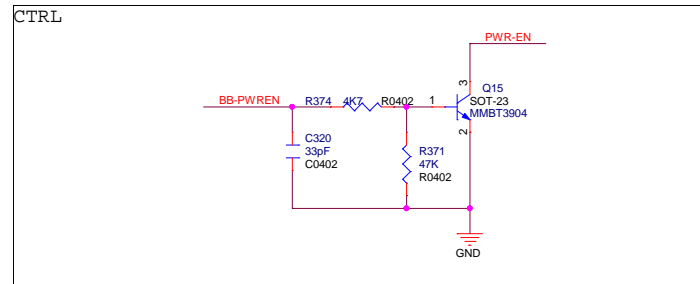 CTRL
PWR-EN
BB-PWREN
R374 4K7 R0402
1
3
Q15
SOT-23
MMBT3904
2
C320
33pF
C0402
R371
47K
R0402
GND